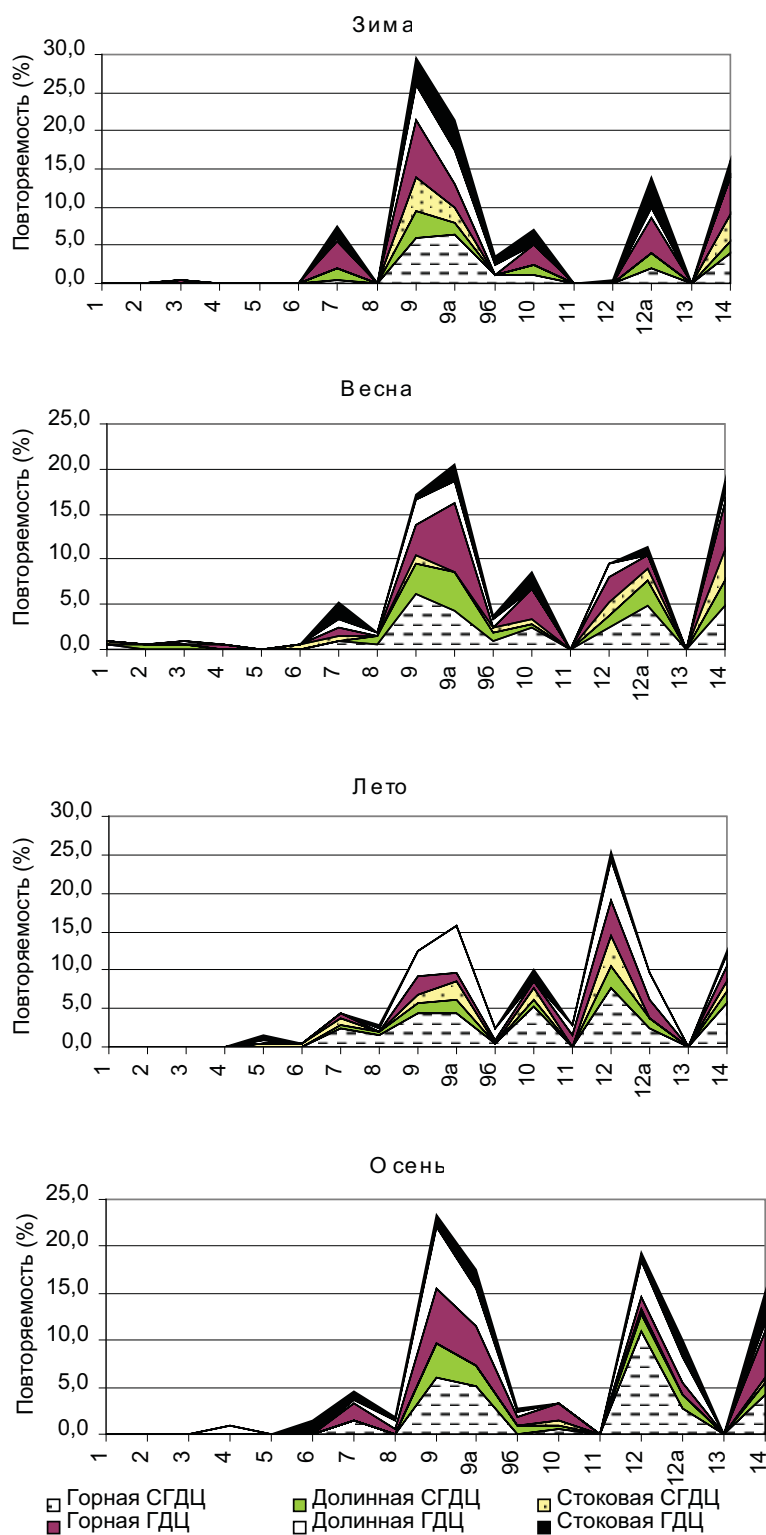 Зима
Повторяемость (%)
30,0
25,0
20,0
15,0
10,0
5,0
0,0
1 2 3 4 5 6 7 8 9 9а 9б 10 11 12 12а 13 14
Весна
Повторяемость (%)
25,0
20,0
15,0
10,0
5,0
0,0
1 2 3 4 5 6 7 8 9 9а 9б 10 11 12 12а 13 14
Лето
Повторяемость (%)
30,0
25,0
20,0
15,0
10,0
5,0
0,0
1 2 3 4 5 6 7 8 9 9а 9б 10 11 12 12а 13 14
Осень
Повторяемость (%)
25,0
20,0
15,0
10,0
5,0
0,0
1 2 3 4 5 6 7 8 9 9а 9б 10 11 12 12а 13 14
Горная СГДЦ Долинная СГДЦ Стоковая СГДЦ
Горная ГДЦ Долинная ГДЦ Стоковая ГДЦ